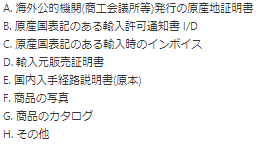 A. 海外公的機関(商工会議所等)発行の原産地証明書
B. 原産国表記のある輸入許可通知書 I/D
C. 原産国表記のある輸入時のインボイス
D. 輸入元販売証明書
E. 国内入手経路説明書(原本)
F. 商品の写真
G. 商品のカタログ
H. その他